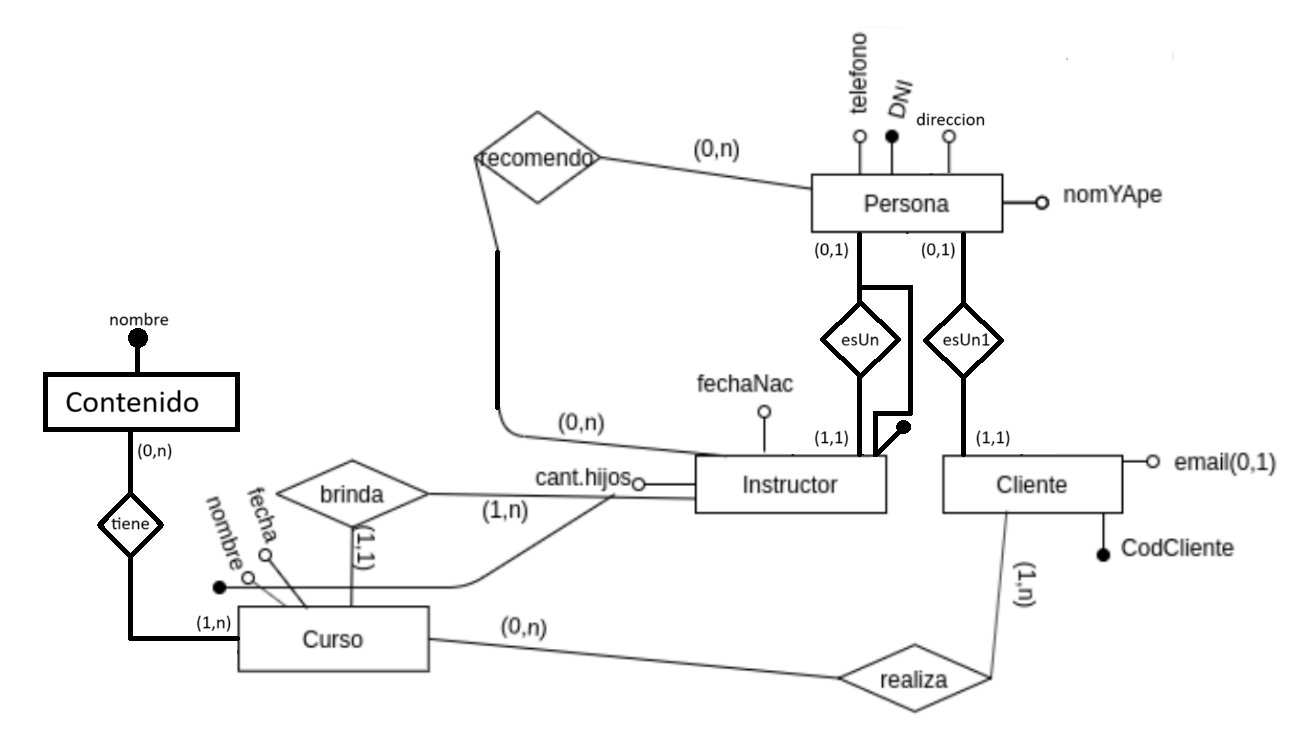 telefono
DNI
direccion
recomendo
(0,n)
Persona
nomYApe
(0,1)
(0,1)
nombre
esUn
esUn1
Contenido
fechaNac
(0,n)
(1,1)
(1,1)
(0,n)
cant.hijos
Instructor
Cliente
email(0,1)
brinda
(1,n)
nombre
fecha
tiene
(1,1)
CodCliente
(1,n)
(1,n)
Curso
(0,n)
realiza